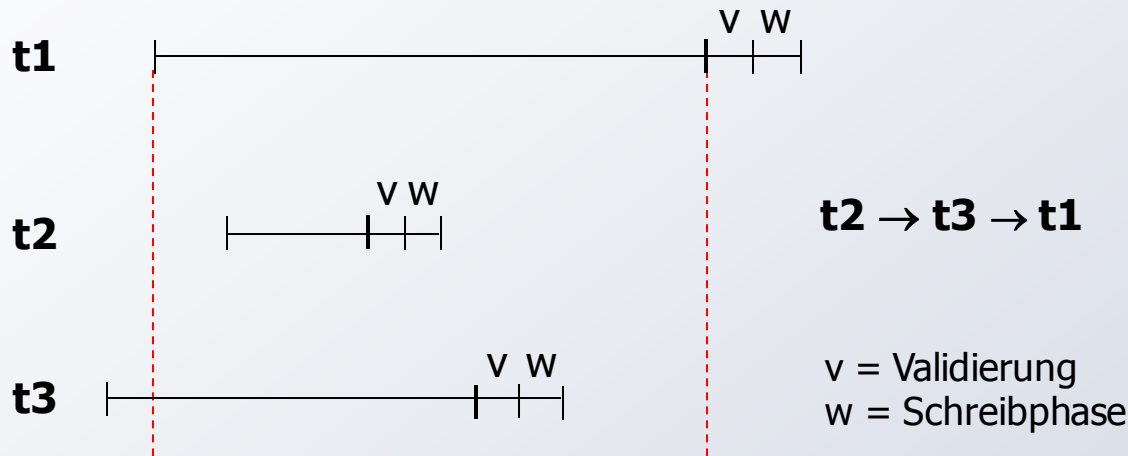 v w
t1
v w
t2
t2 → t3 → t1
v w
t3
v = Validierung
w = Schreibphase